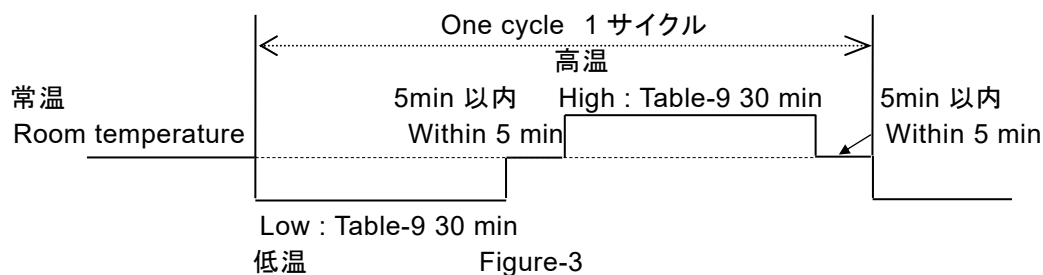 One cycle 1 サイクル
高温
常温 5min 以内 High : Table-9 30 min 5min 以内
Room temperature Within 5 min Within 5 min
Low : Table-9 30 min
低温 Figure-3